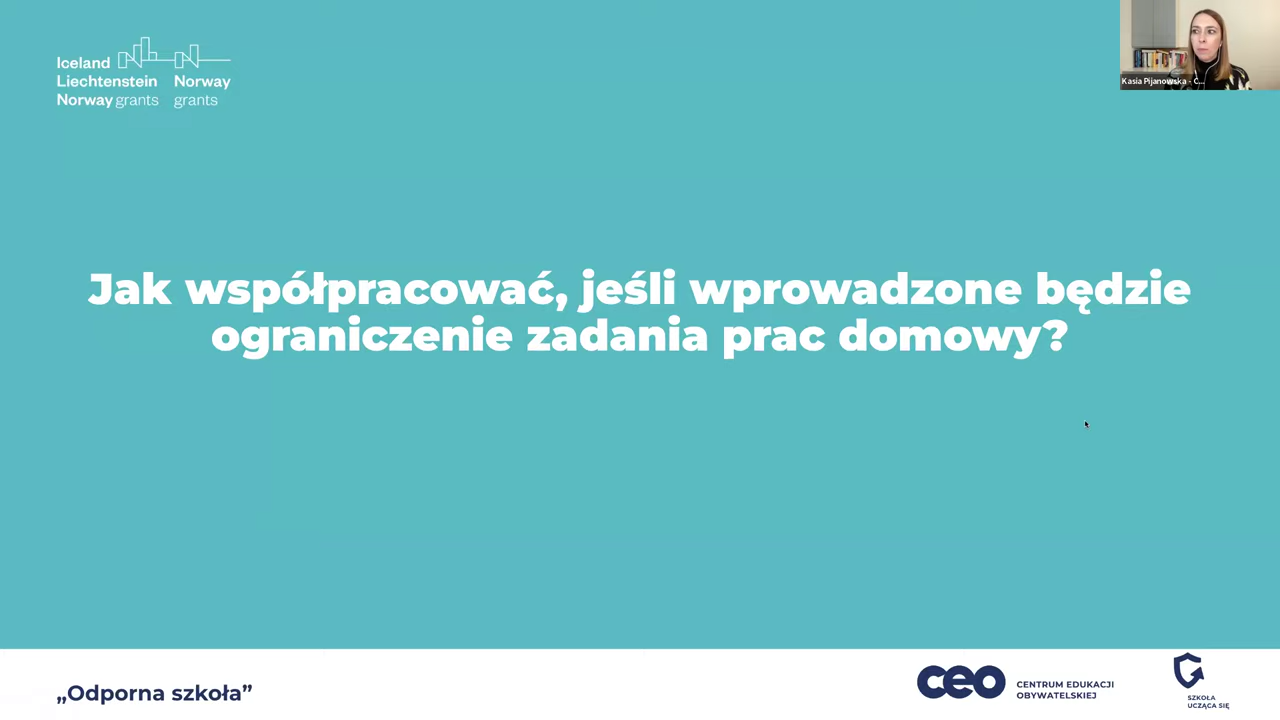 Iceland
Liechtenstein Norway
Norway grants grants
Kasia Pijanowska - C...
Jak współpracować, jeśli wprowadzone będzie
ograniczenie zadania prac domowy?
„Odporna szkoła”
ceo CENTRUM EDUKACJI
OBYWATELSKIEJ
SZKOŁA
UCZĄCA SIĘ